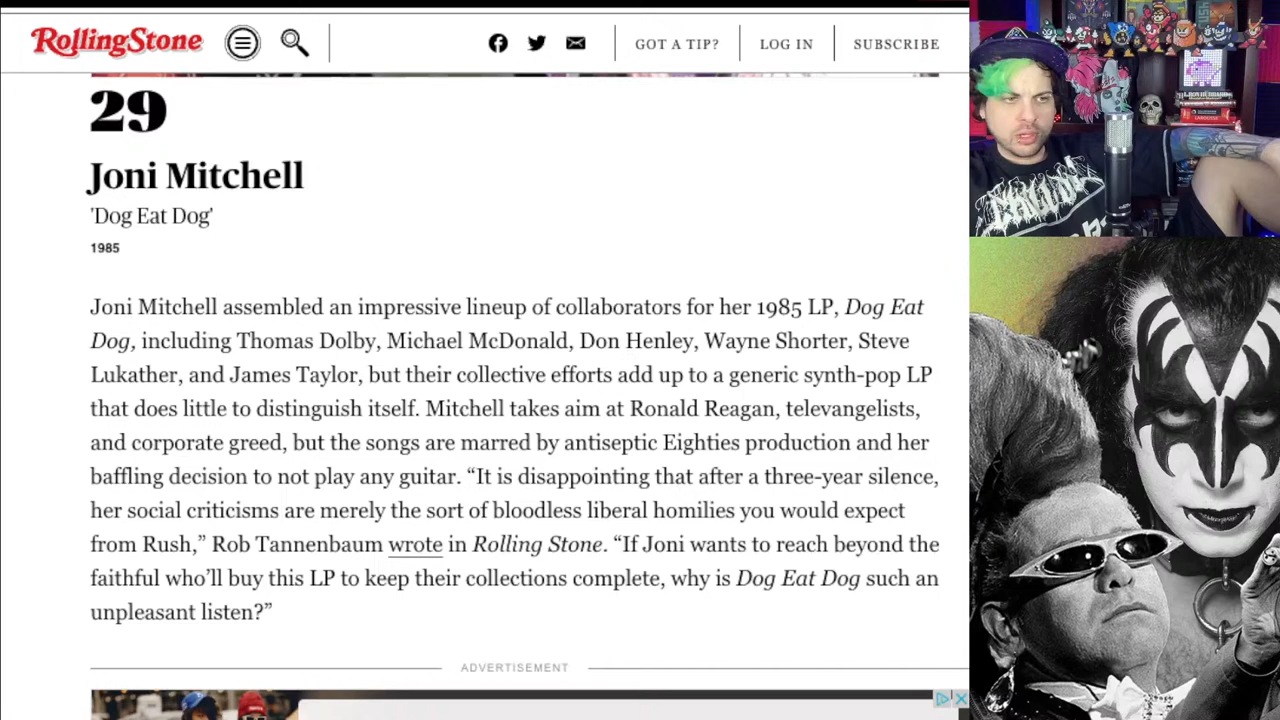 RollingStone
GOT A TIP?
LOG IN
SUBSCRIBE
29
Joni Mitchell
'Dog Eat Dog'
1985
Joni Mitchell assembled an impressive lineup of collaborators for her 1985 LP, Dog Eat
Dog, including Thomas Dolby, Michael McDonald, Don Henley, Wayne Shorter, Steve
Lukather, and James Taylor, but their collective efforts add up to a generic synth-pop LP
that does little to distinguish itself. Mitchell takes aim at Ronald Reagan, televangelists,
and corporate greed, but the songs are marred by antiseptic Eighties production and her
baffling decision to not play any guitar. “It is disappointing that after a three-year silence,
her social criticisms are merely the sort of bloodless liberal homilies you would expect
from Rush,” Rob Tannenbaum wrote in Rolling Stone. “If Joni wants to reach beyond the
faithful who’ll buy this LP to keep their collections complete, why is Dog Eat Dog such an
unpleasant listen?”
ADVERTISEMENT